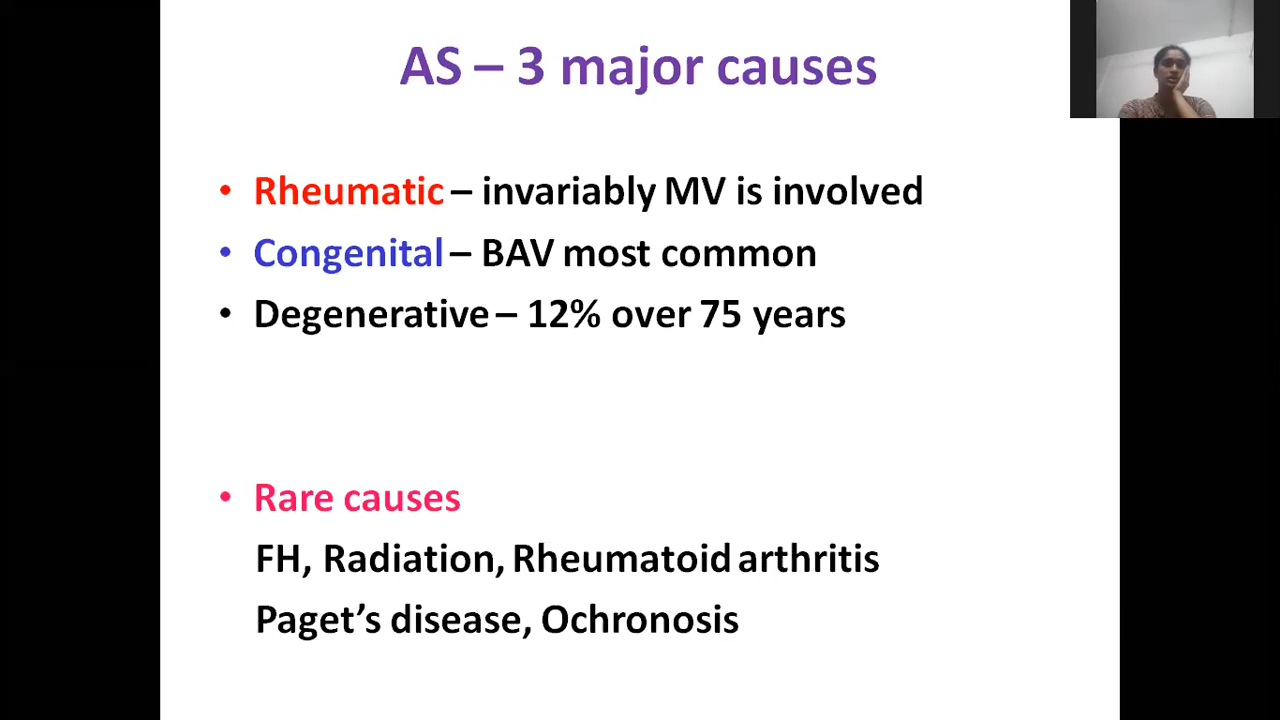 AS – 3 major causes
• Rheumatic – invariably MV is involved
• Congenital – BAV most common
• Degenerative – 12% over 75 years
• Rare causes
FH, Radiation, Rheumatoid arthritis
Paget’s disease, Ochronosis